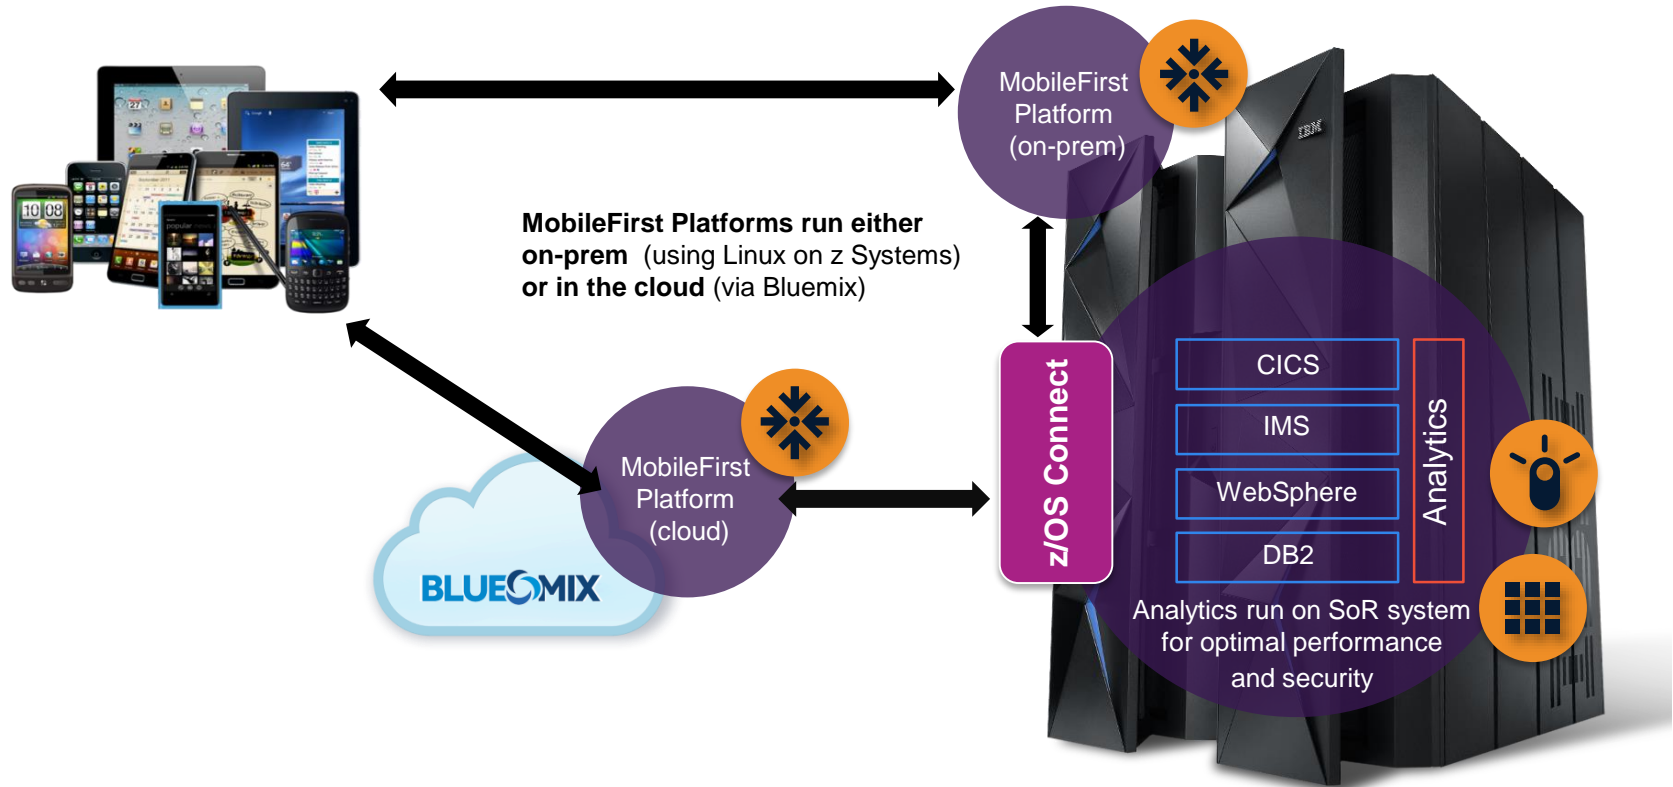 MobileFirst
Platform
(on-prem)
IBM
10 08
MobileFirst Platforms run either
on-prem (using Linux on z Systems)
or in the cloud (via Bluemix)
z/OS Connect
CICS
IMS
WebSphere
DB2
Analytics
MobileFirst
Platform
(cloud)
BLUEMIX
Analytics run on SoR system
for optimal performance
and security